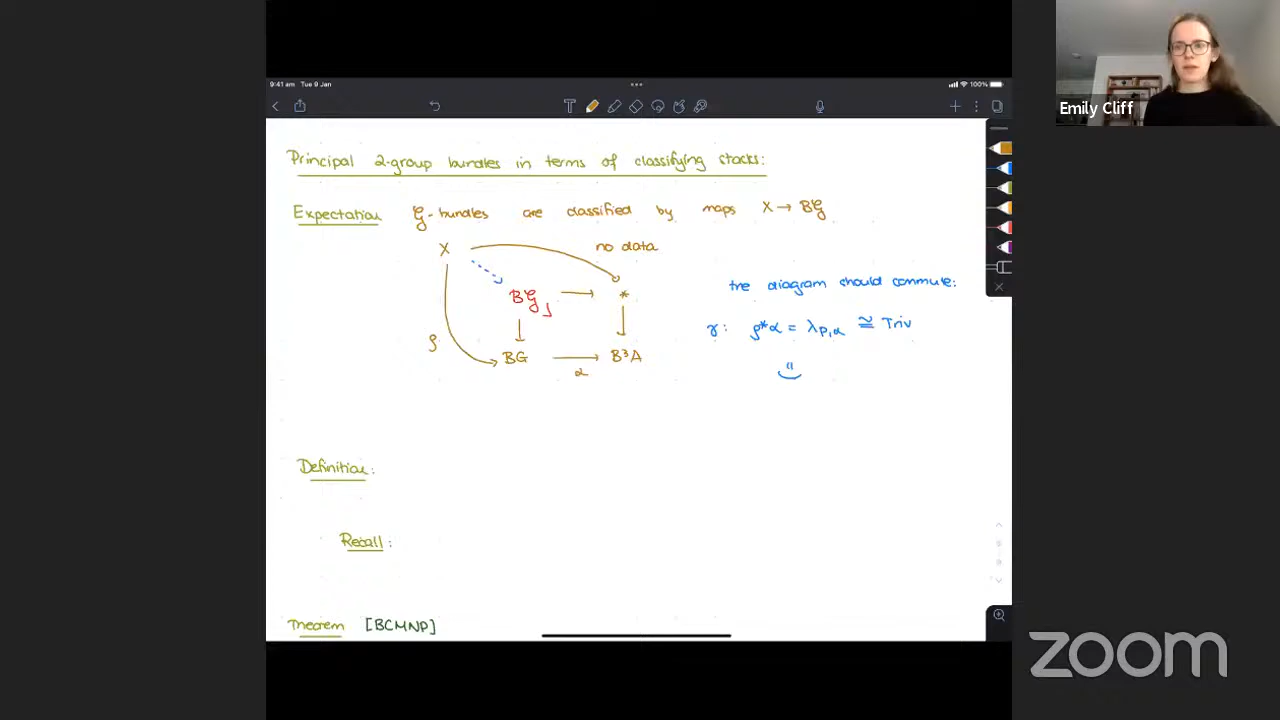 9:41 am Tue 9 Jan
100%
Emily Cliff
Principal 2-group bundles in terms of classifying stacks:
Expectation 𝒢-bundles are classified by maps X → B𝒢
X no data
B𝒢 → *
the diagram should commute:
γ: ρ*α = λ_{P,α} ≅ Triv
ρ
BG → B³A
α
Definition:
Recall:
Theorem [BCMNP]
zoom